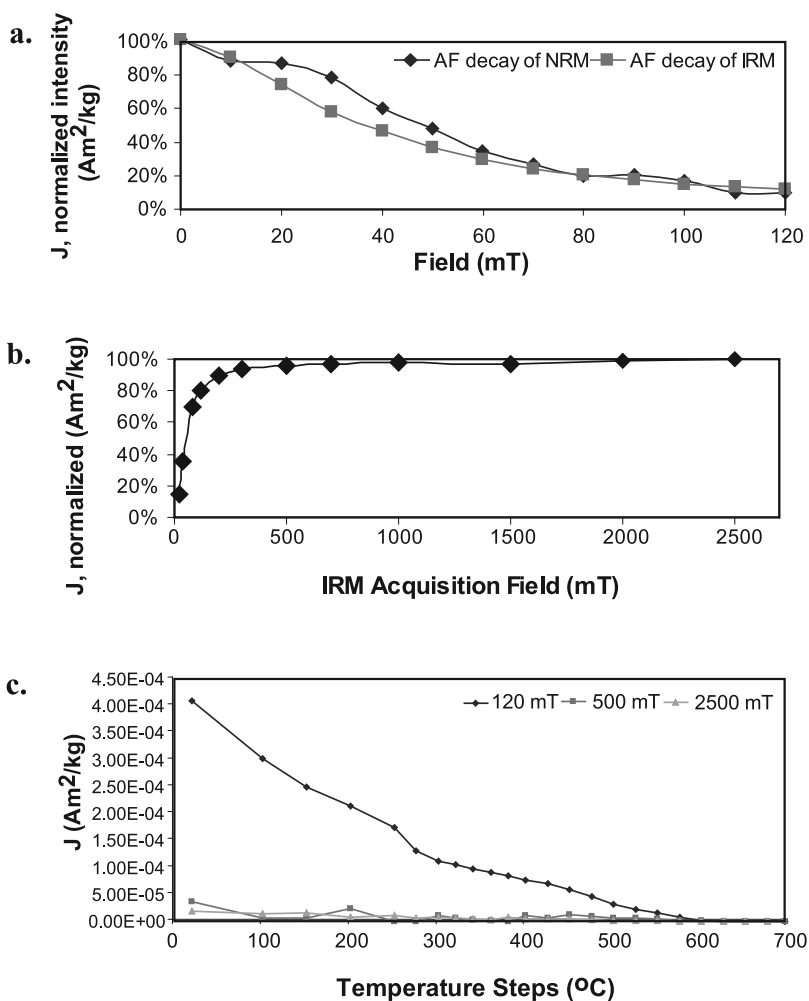 a.
J, normalized intensity
(Am²/kg)
100%
80%
60%
40%
20%
0%
AF decay of NRM
AF decay of IRM
0 20 40 60 80 100 120
Field (mT)
b.
J, normalized (Am²/kg)
100%
80%
60%
40%
20%
0%
0 500 1000 1500 2000 2500
IRM Acquisition Field (mT)
c.
J (Am²/kg)
4.50E-04
4.00E-04
3.50E-04
3.00E-04
2.50E-04
2.00E-04
1.50E-04
1.00E-04
5.00E-05
0.00E+00
120 mT
500 mT
2500 mT
0 100 200 300 400 500 600 700
Temperature Steps (ºC)